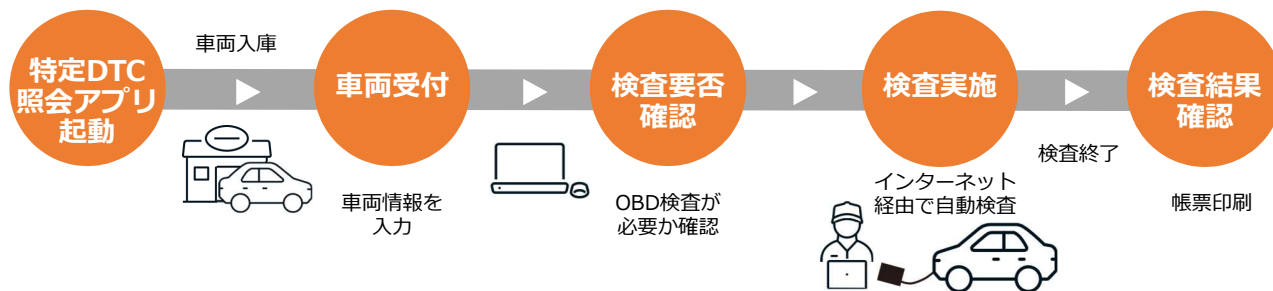 特定DTC
照会アプリ
起動
車両入庫
車両受付
車両情報を
入力
検査要否
確認
OBD検査が
必要か確認
検査実施
インターネット
経由で自動検査
検査終了
検査結果
確認
帳票印刷